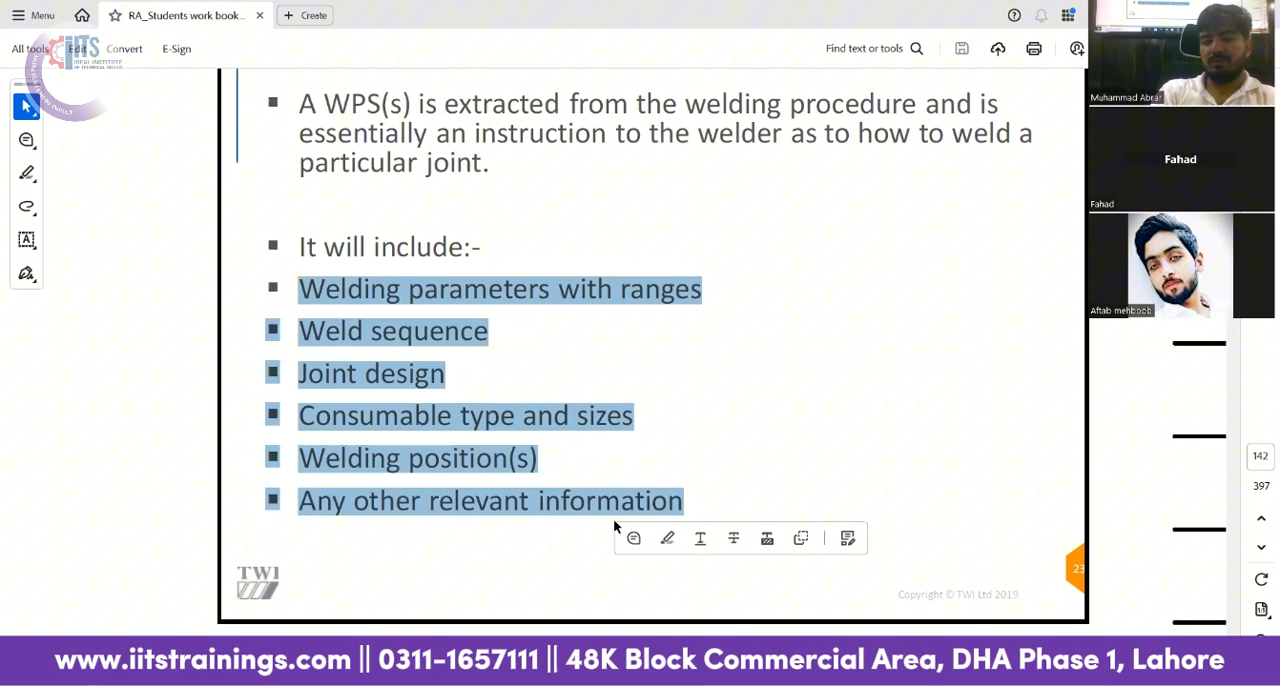 Menu
RA_Students work book...
Create
All tools
Edit
Convert
E-Sign
Find text or tools
iiTS
IDEAL INSTITUTE
A WPS(s) is extracted from the welding procedure and is
essentially an instruction to the welder as to how to weld a
particular joint.
It will include:-
Welding parameters with ranges
Weld sequence
Joint design
Consumable type and sizes
Welding position(s)
Any other relevant information
TWI
Copyright © TWI Ltd 2019
23
Muhammad Abrar
Fahad
Fahad
Aftab mehboob
142
397
www.iitstrainings.com || 0311-1657111 || 48K Block Commercial Area, DHA Phase 1, Lahore